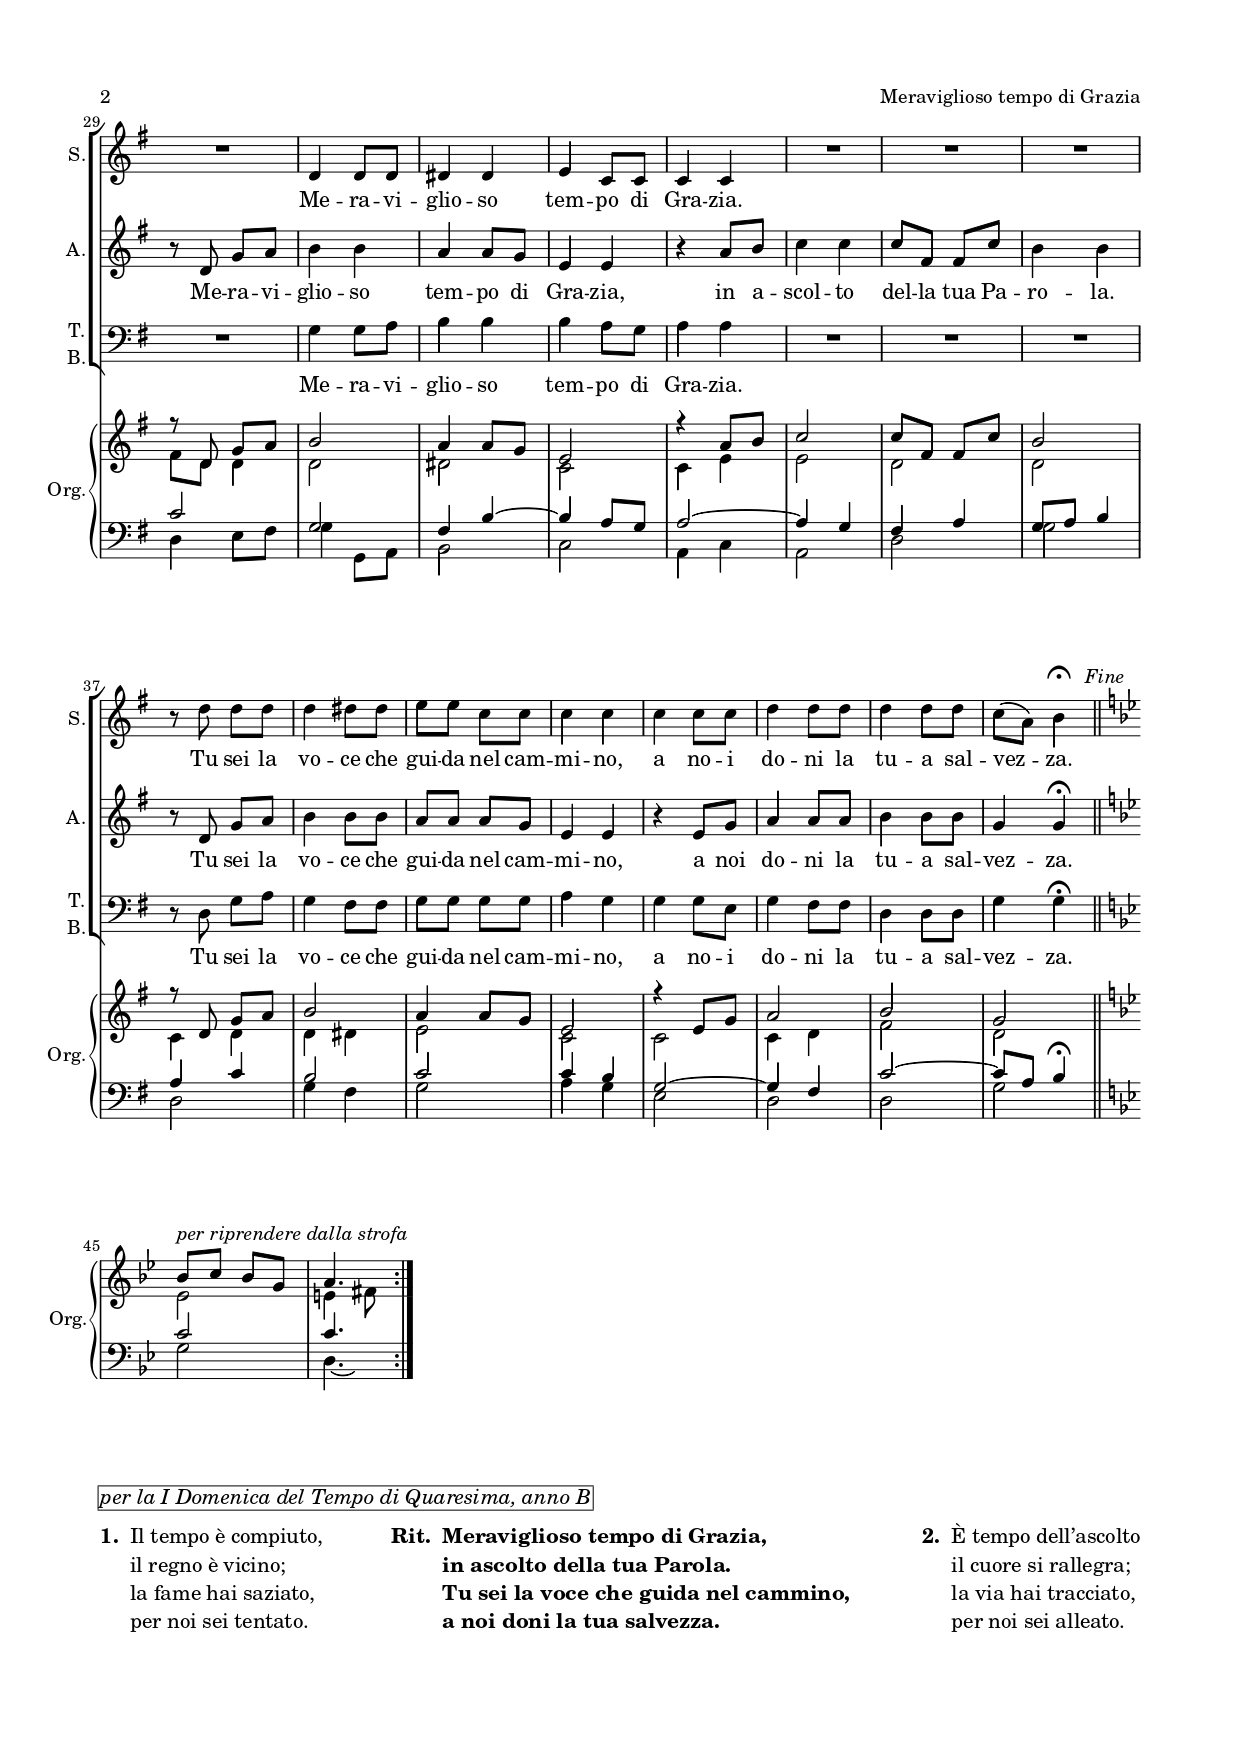 2 Meraviglioso tempo di Grazia
29
S.
Me -- ra -- vi -- glio -- so tem -- po di Gra -- zia.
A.
Me -- ra -- vi -- glio -- so tem -- po di Gra -- zia, in a -- scol -- to del -- la tua Pa -- ro -- la.
T.
B.
Me -- ra -- vi -- glio -- so tem -- po di Gra -- zia.
Org.
37
Fine
S.
Tu sei la vo -- ce che gui -- da nel cam -- mi -- no, a no -- i do -- ni la tu -- a sal -- vez -- za.
A.
Tu sei la vo -- ce che gui -- da nel cam -- mi -- no, a noi do -- ni la tu -- a sal -- vez -- za.
T.
B.
Tu sei la vo -- ce che gui -- da nel cam -- mi -- no, a no -- i do -- ni la tu -- a sal -- vez -- za.
Org.
per riprendere dalla strofa
45
Org.
per la I Domenica del Tempo di Quaresima, anno B
1. Il tempo è compiuto,
il regno è vicino;
la fame hai saziato,
per noi sei tentato.
Rit. Meraviglioso tempo di Grazia,
in ascolto della tua Parola.
Tu sei la voce che guida nel cammino,
a noi doni la tua salvezza.
2. È tempo dell’ascolto
il cuore si rallegra;
la via hai tracciato,
per noi sei alleato.